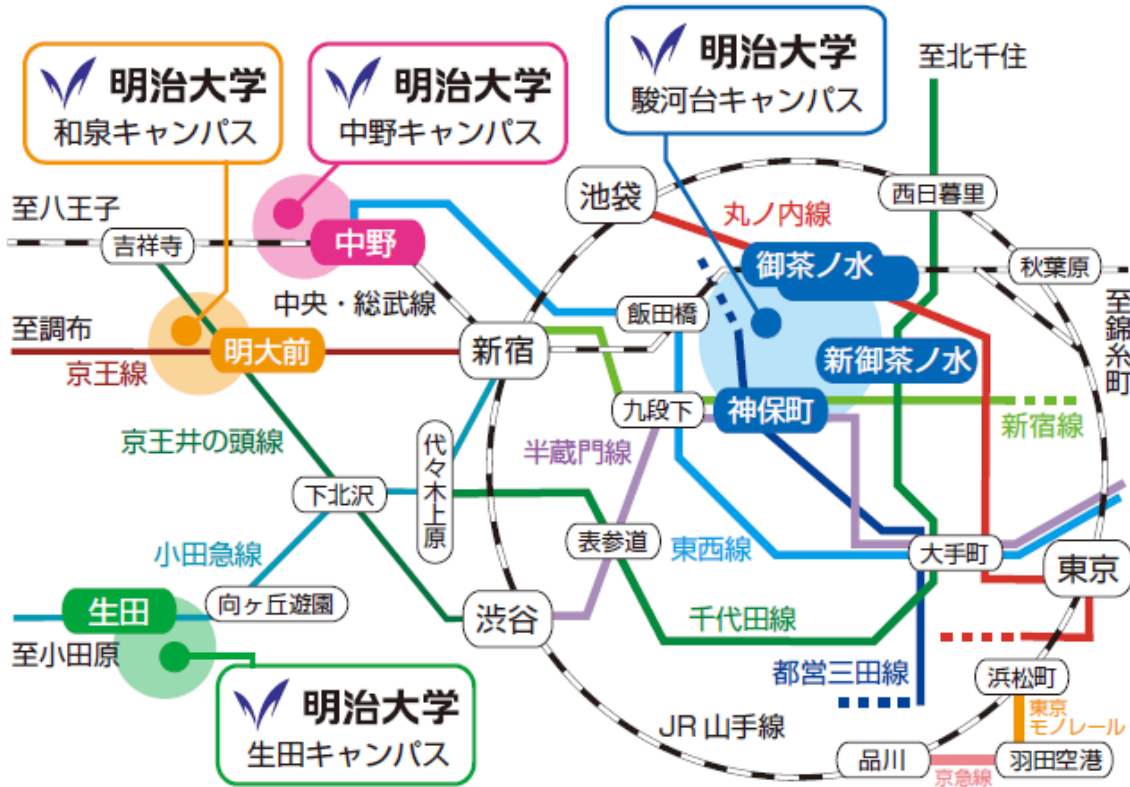 明治大学
和泉キャンパス
明治大学
中野キャンパス
明治大学
駿河台キャンパス
至北千住
至八王子
吉祥寺
中野
池袋
丸ノ内線
西日暮里
御茶ノ水
秋葉原
中央・総武線
飯田橋
至錦糸町
至調布
京王線
明大前
新宿
新御茶ノ水
九段下
神保町
新宿線
京王井の頭線
代々木上原
半蔵門線
下北沢
小田急線
表参道
東西線
大手町
東京
生田
向ヶ丘遊園
渋谷
千代田線
至小田原
都営三田線
浜松町
明治大学
生田キャンパス
JR 山手線
東京
モノレール
品川
京急線
羽田空港